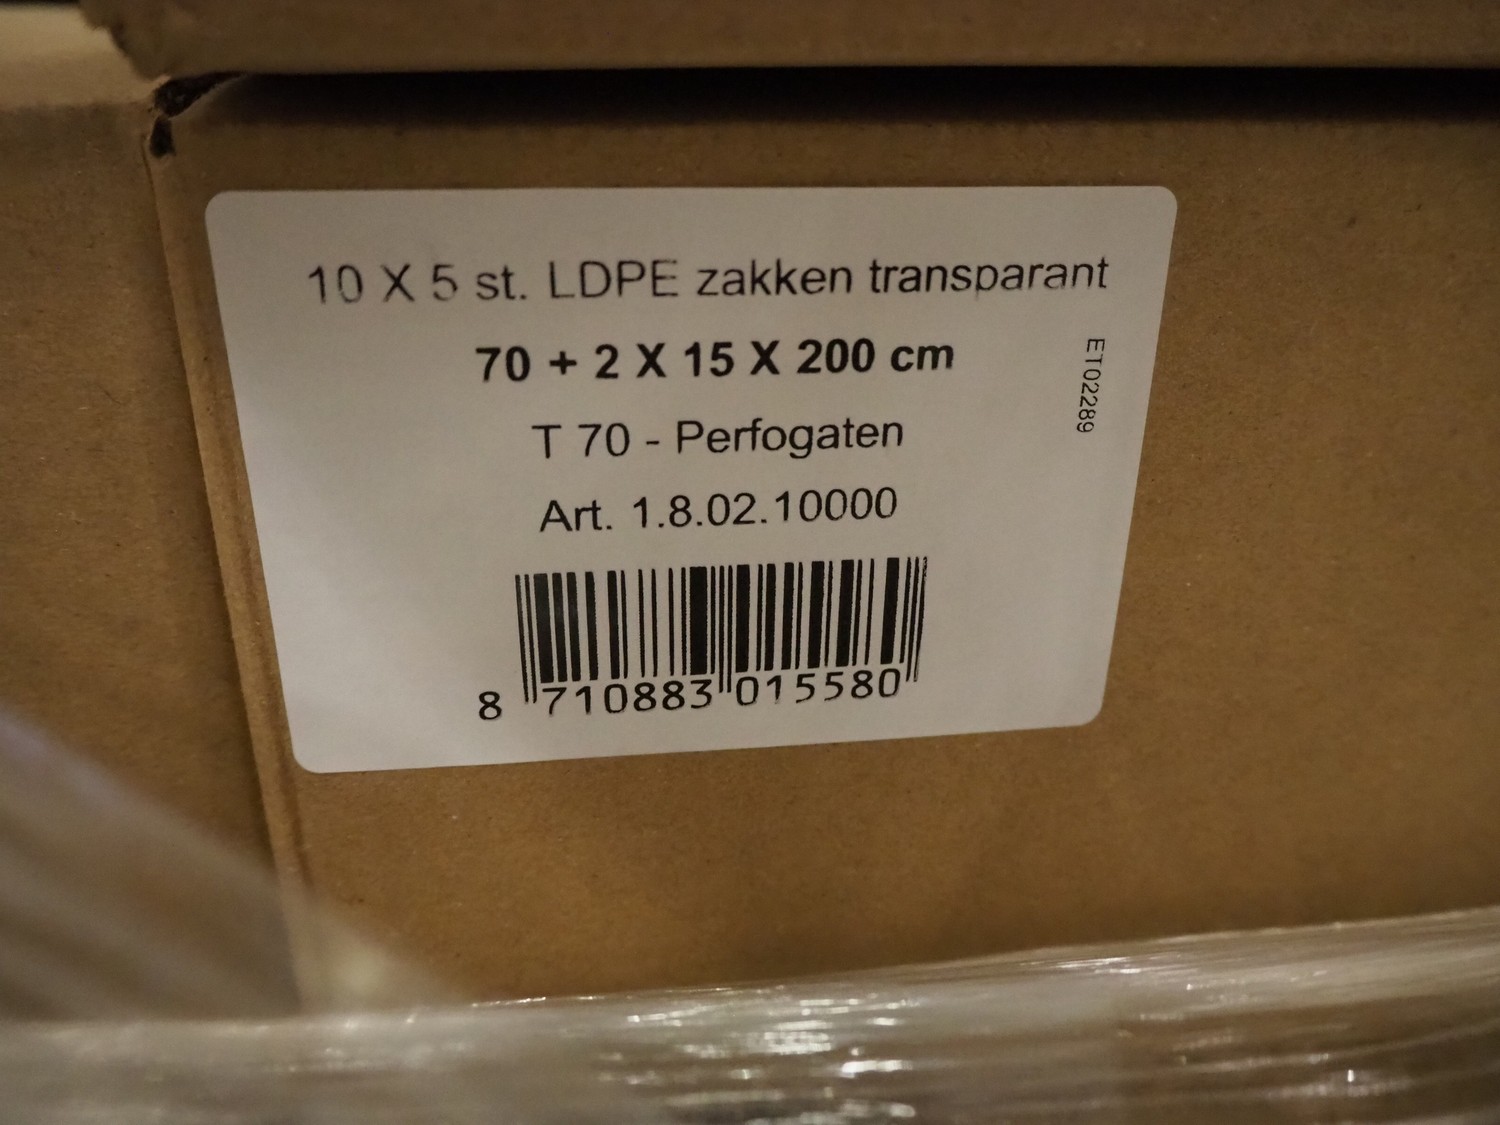 10 X 5 st. LDPE zakken transparant
70 + 2 X 15 X 200 cm
T 70 - Perfogaten
Art. 1.8.02.10000
ET02289
8 710883 015580